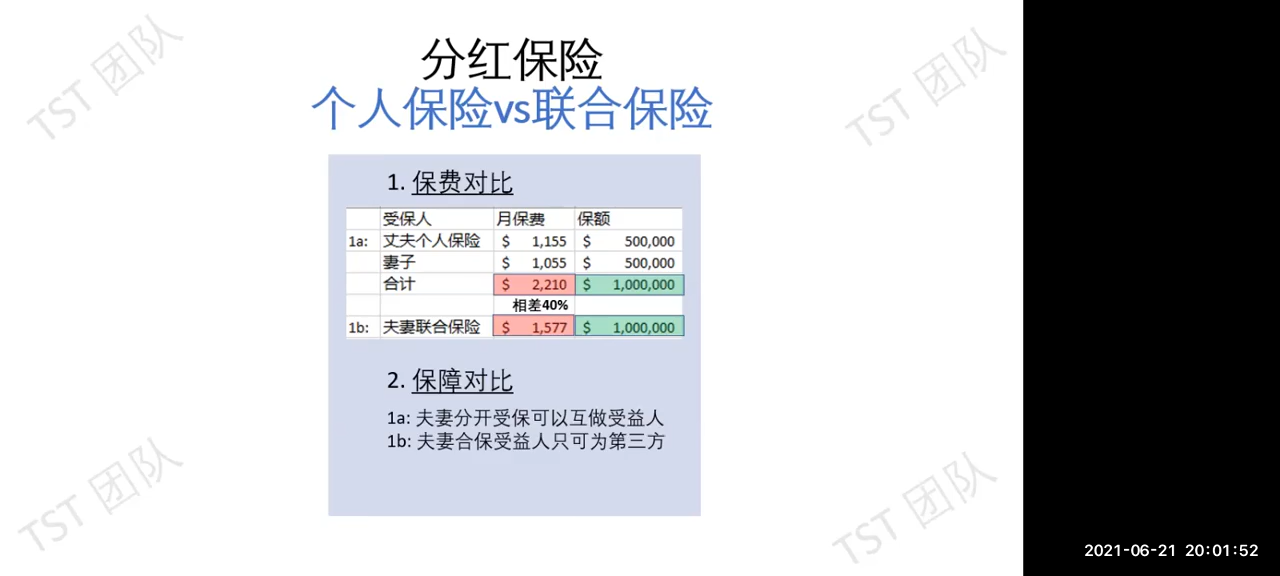 TST 团队
TST 团队
分红保险
个人保险vs联合保险
1. 保费对比
受保人 月保费 保额
1a: 丈夫个人保险 $ 1,155 $ 500,000
妻子 $ 1,055 $ 500,000
合计 $ 2,210 $ 1,000,000
相差40%
1b: 夫妻联合保险 $ 1,577 $ 1,000,000
2. 保障对比
1a: 夫妻分开受保可以互做受益人
1b: 夫妻合保受益人只可为第三方
TST 团队
TST 团队
2021-06-21 20:01:52